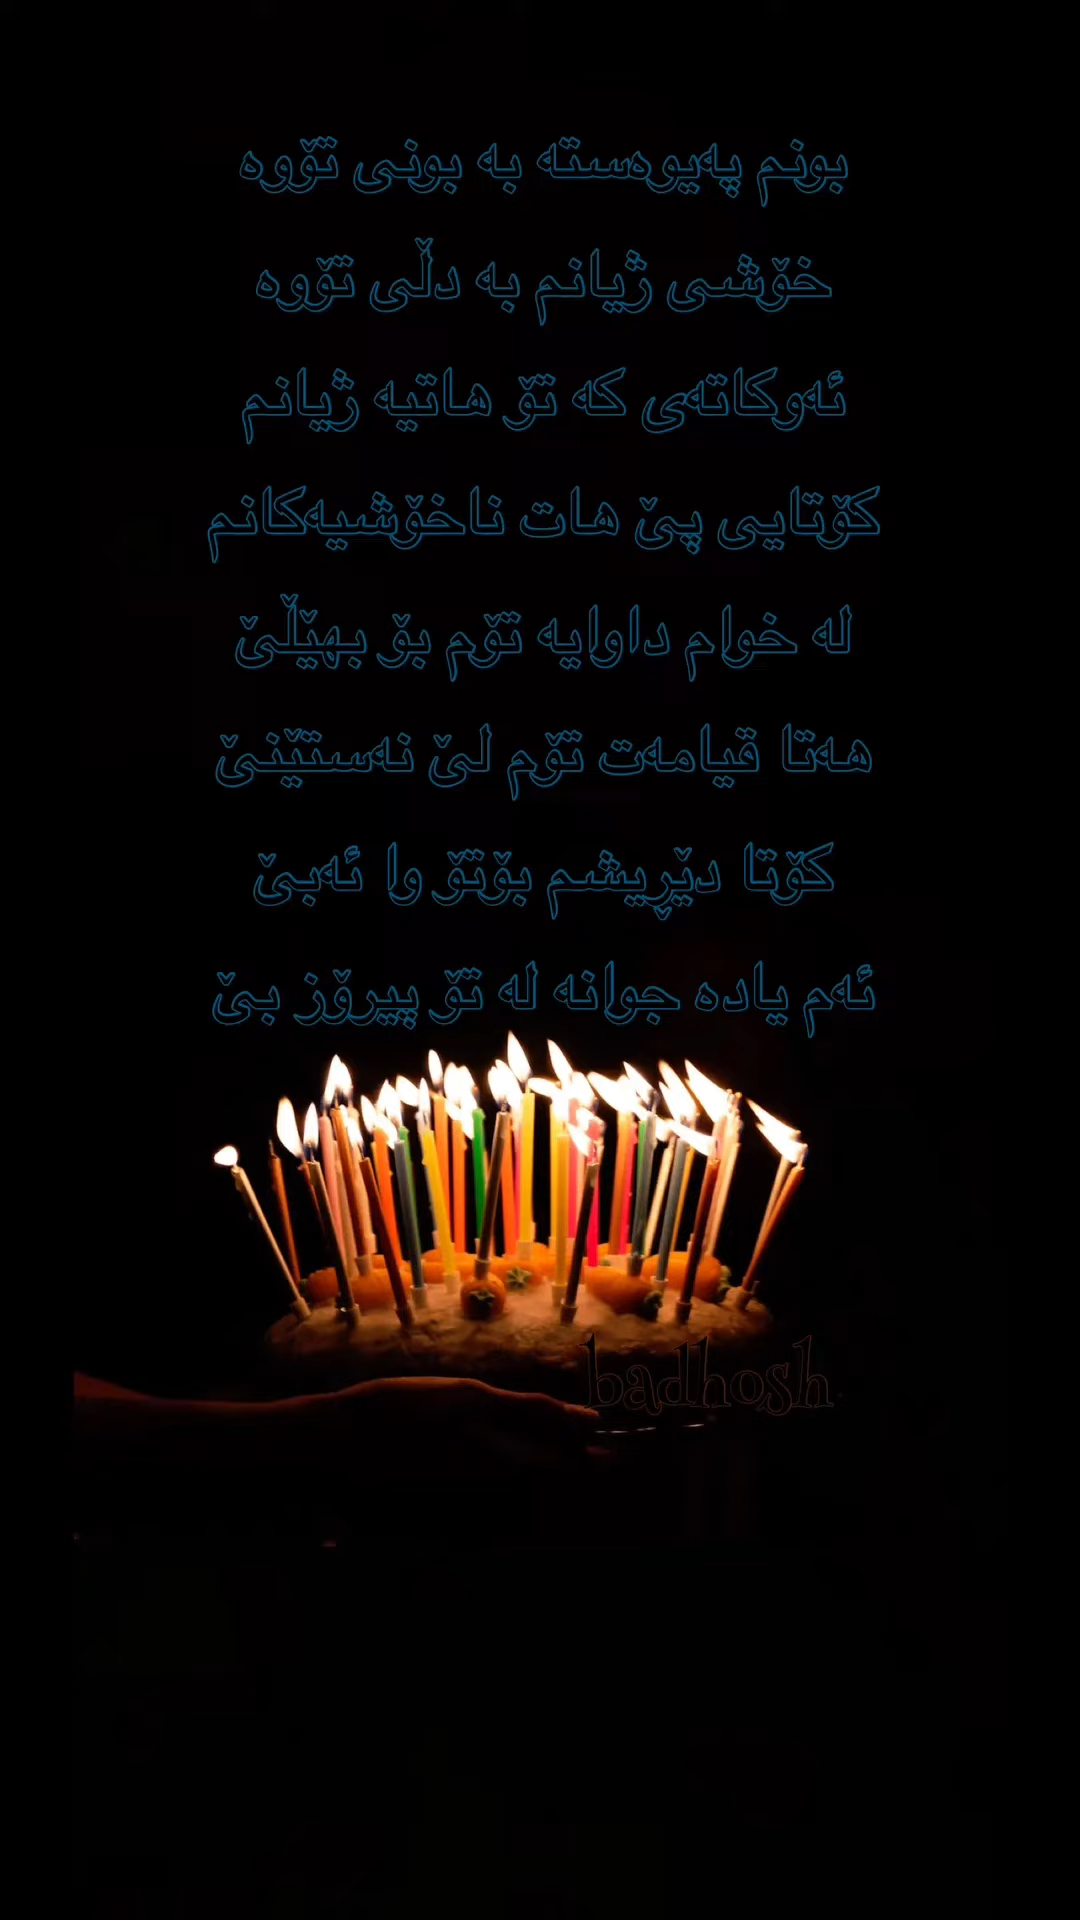 بونم پەیوەستە بە بونی تۆوە
خۆشی ژیانم بە دڵی تۆوە
ئەوکاتەی کە تۆ هاتیە ژیانم
کۆتایی پێ هات ناخۆشیەکانم
لە خوام داوایە تۆم بۆ بهێڵێ
هەتا قیامەت تۆم لێ نەستێنێ
کۆتا دێڕیشم بۆتۆ وا ئەبێ
ئەم یادە جوانە لە تۆ پیرۆز بێ
badhosh